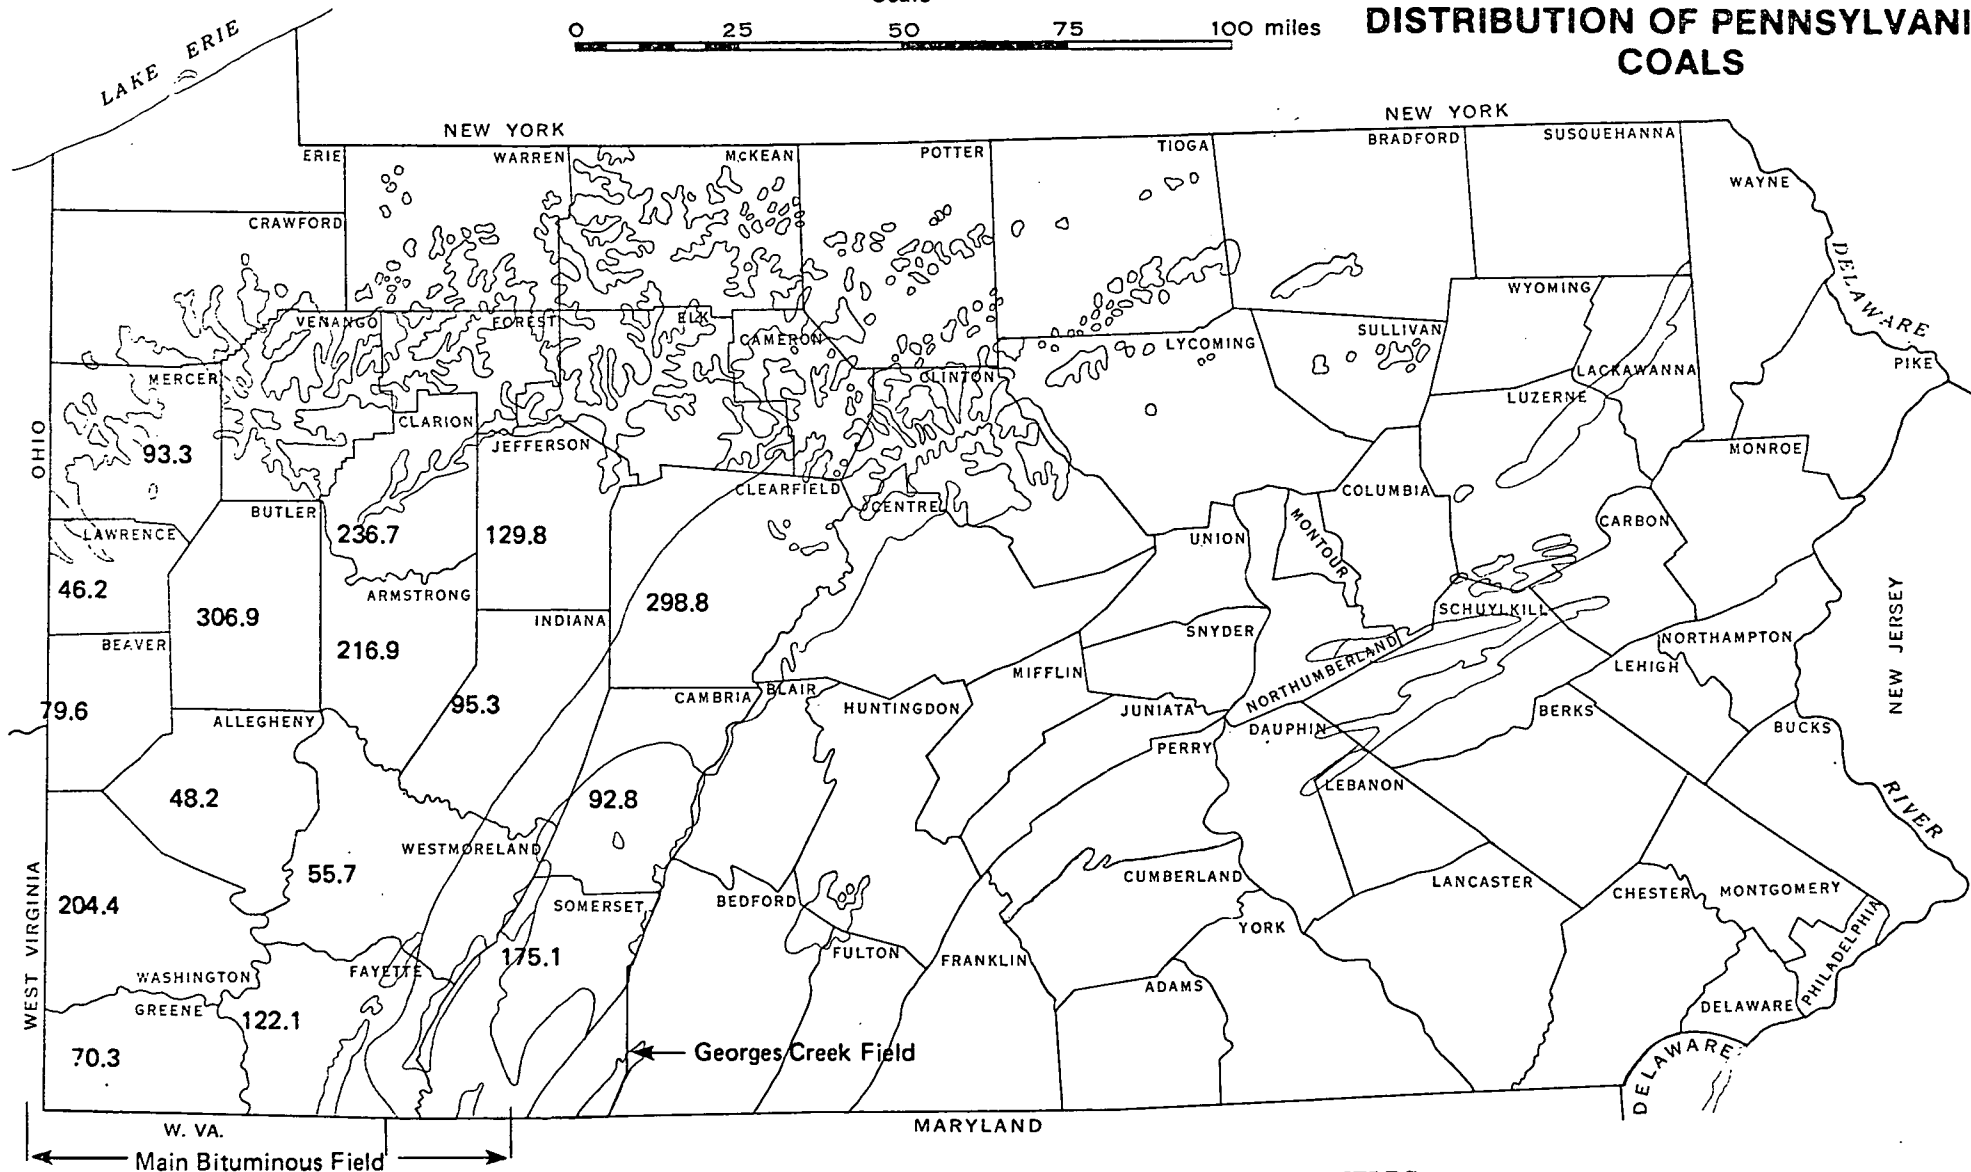 0 25 50 75 100 miles
DISTRIBUTION OF PENNSYLVANI
COALS
LAKE ERIE
NEW YORK
NEW YORK
ERIE
WARREN
MCKEAN
POTTER
TIOGA
BRADFORD
SUSQUEHANNA
WAYNE
CRAWFORD
DELAWARE
WYOMING
VENANGO
FOREST
ELK
CAMERON
SULLIVAN
LYCOMING
PIKE
MERCER
CLINTON
LACKAWANNA
LUZERNE
CLARION
JEFFERSON
OHIO
93.3
MONROE
CLEARFIELD
COLUMBIA
BUTLER
CENTRE
MONTOUR
CARBON
LAWRENCE
236.7
129.8
UNION
46.2
ARMSTRONG
298.8
306.9
INDIANA
SCHUYLKILL
SNYDER
NEW JERSEY
BEAVER
216.9
NORTHAMPTON
LEHIGH
MIFFLIN
NORTHUMBERLAND
79.6
95.3
CAMBRIA
BLAIR
HUNTINGDON
JUNIATA
BERKS
ALLEGHENY
DAUPHIN
BUCKS
PERRY
48.2
92.8
LEBANON
RIVER
WESTMORELAND
55.7
CUMBERLAND
LANCASTER
CHESTER
MONTGOMERY
204.4
SOMERSET
BEDFORD
PHILADELPHIA
WEST VIRGINIA
YORK
175.1
FULTON
FRANKLIN
FAYETTE
WASHINGTON
ADAMS
GREENE
122.1
DELAWARE
70.3
Georges Creek Field
DELAWARE
W. VA.
MARYLAND
Main Bituminous Field